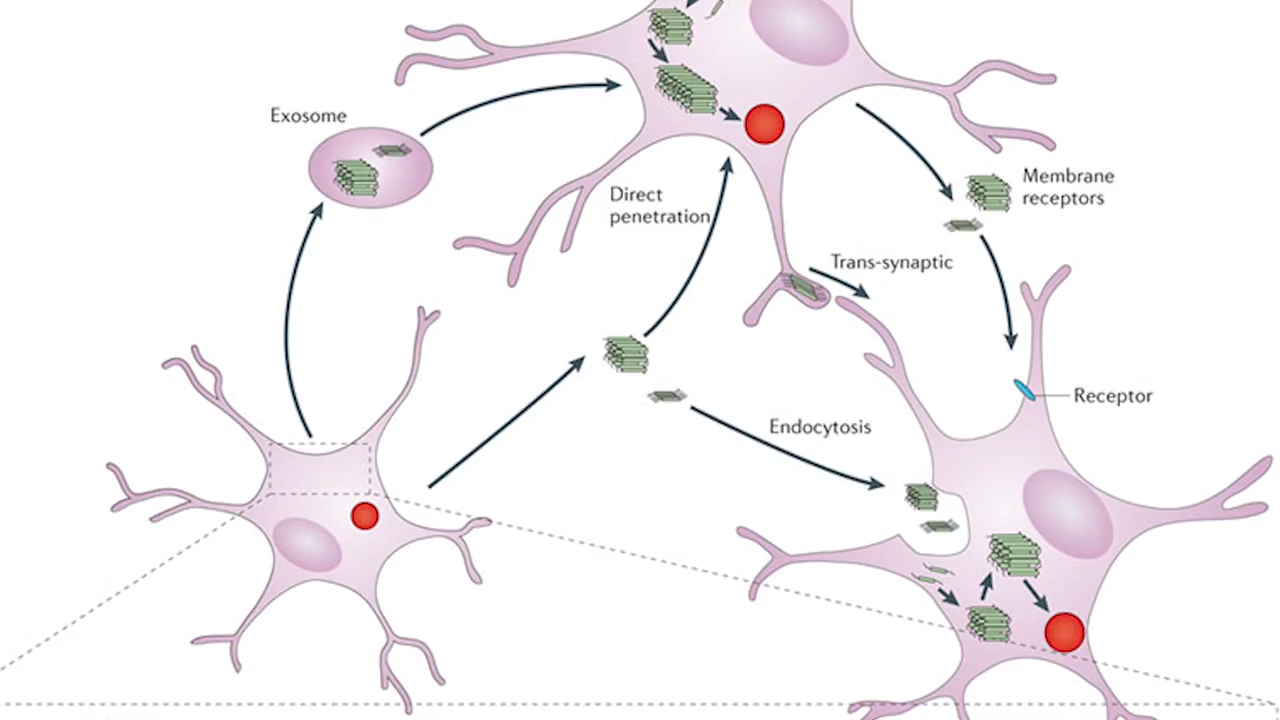 Exosome
Direct
penetration
Membrane
receptors
Trans-synaptic
Receptor
Endocytosis